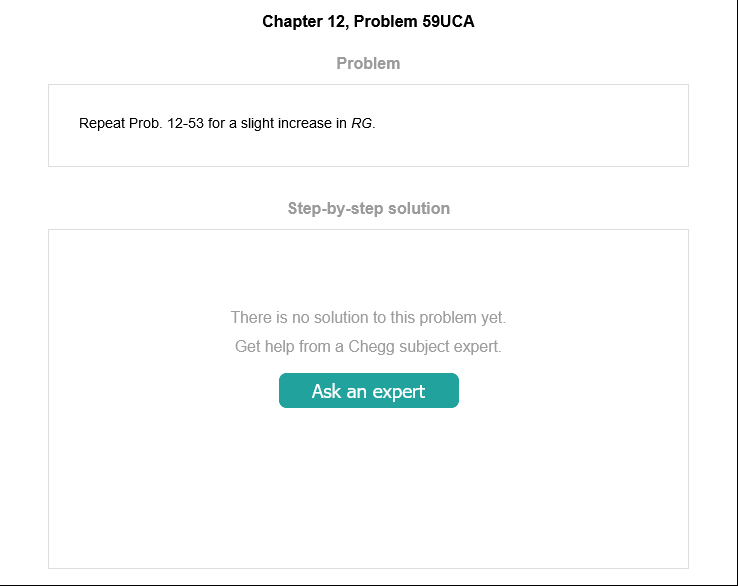 Chapter 12, Problem 59UCA
Problem
Repeat Prob. 12-53 for a slight increase in RG.
Step-by-step solution
There is no solution to this problem yet.
Get help from a Chegg subject expert.
Ask an expert